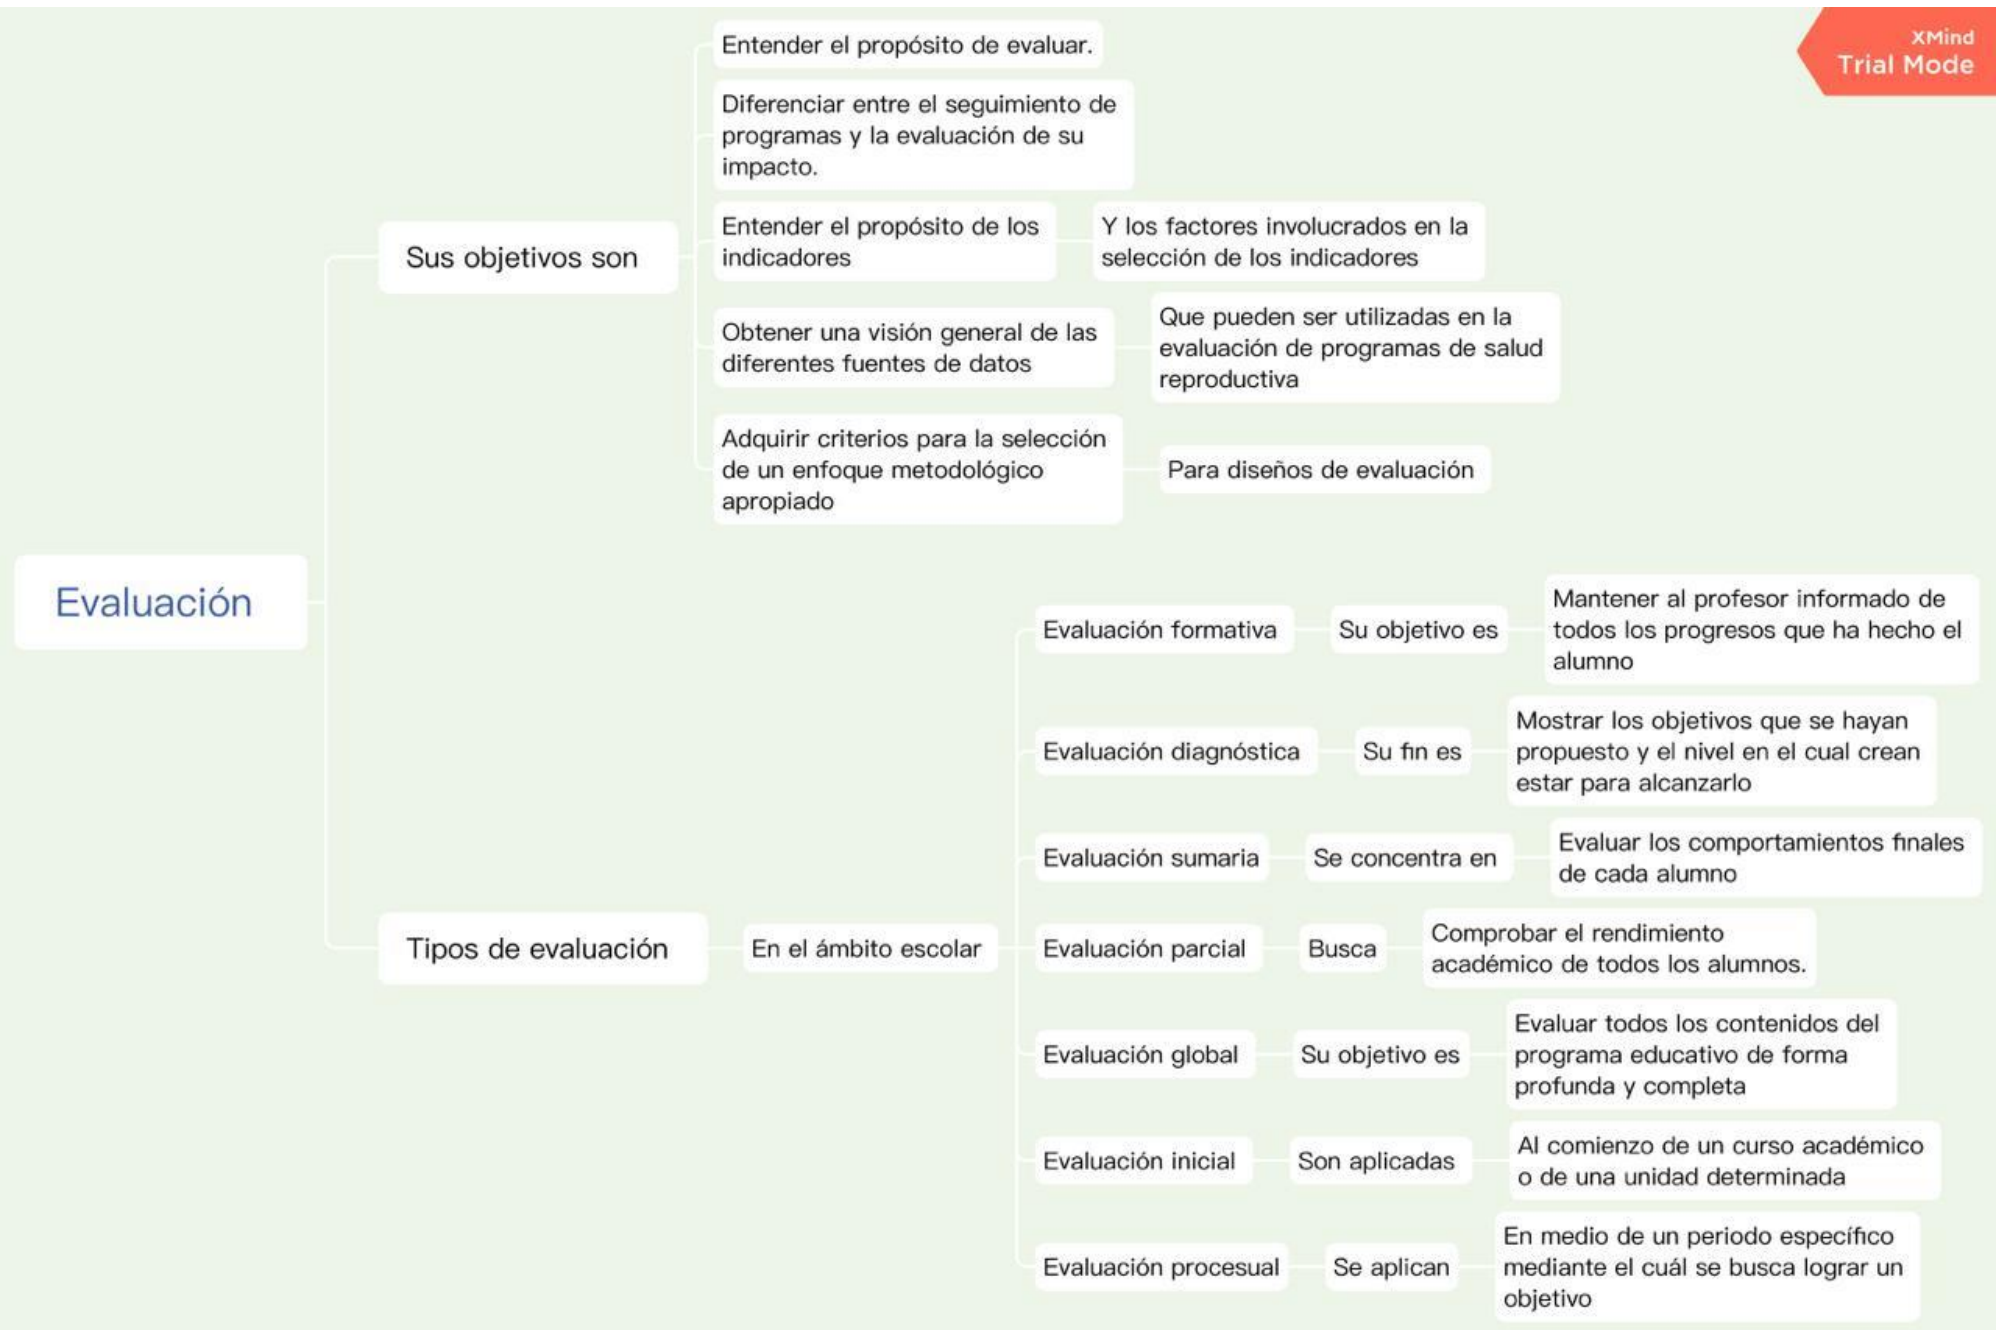 XMind
Trial Mode
Evaluación
Sus objetivos son
Entender el propósito de evaluar.
Diferenciar entre el seguimiento de
programas y la evaluación de su
impacto.
Entender el propósito de los
indicadores
Y los factores involucrados en la
selección de los indicadores
Obtener una visión general de las
diferentes fuentes de datos
Que pueden ser utilizadas en la
evaluación de programas de salud
reproductiva
Adquirir criterios para la selección
de un enfoque metodológico
apropiado
Para diseños de evaluación
Tipos de evaluación
En el ámbito escolar
Evaluación formativa
Su objetivo es
Mantener al profesor informado de
todos los progresos que ha hecho el
alumno
Evaluación diagnóstica
Su fin es
Mostrar los objetivos que se hayan
propuesto y el nivel en el cual crean
estar para alcanzarlo
Evaluación sumaria
Se concentra en
Evaluar los comportamientos finales
de cada alumno
Evaluación parcial
Busca
Comprobar el rendimiento
académico de todos los alumnos.
Evaluación global
Su objetivo es
Evaluar todos los contenidos del
programa educativo de forma
profunda y completa
Evaluación inicial
Son aplicadas
Al comienzo de un curso académico
o de una unidad determinada
Evaluación procesual
Se aplican
En medio de un periodo específico
mediante el cuál se busca lograr un
objetivo